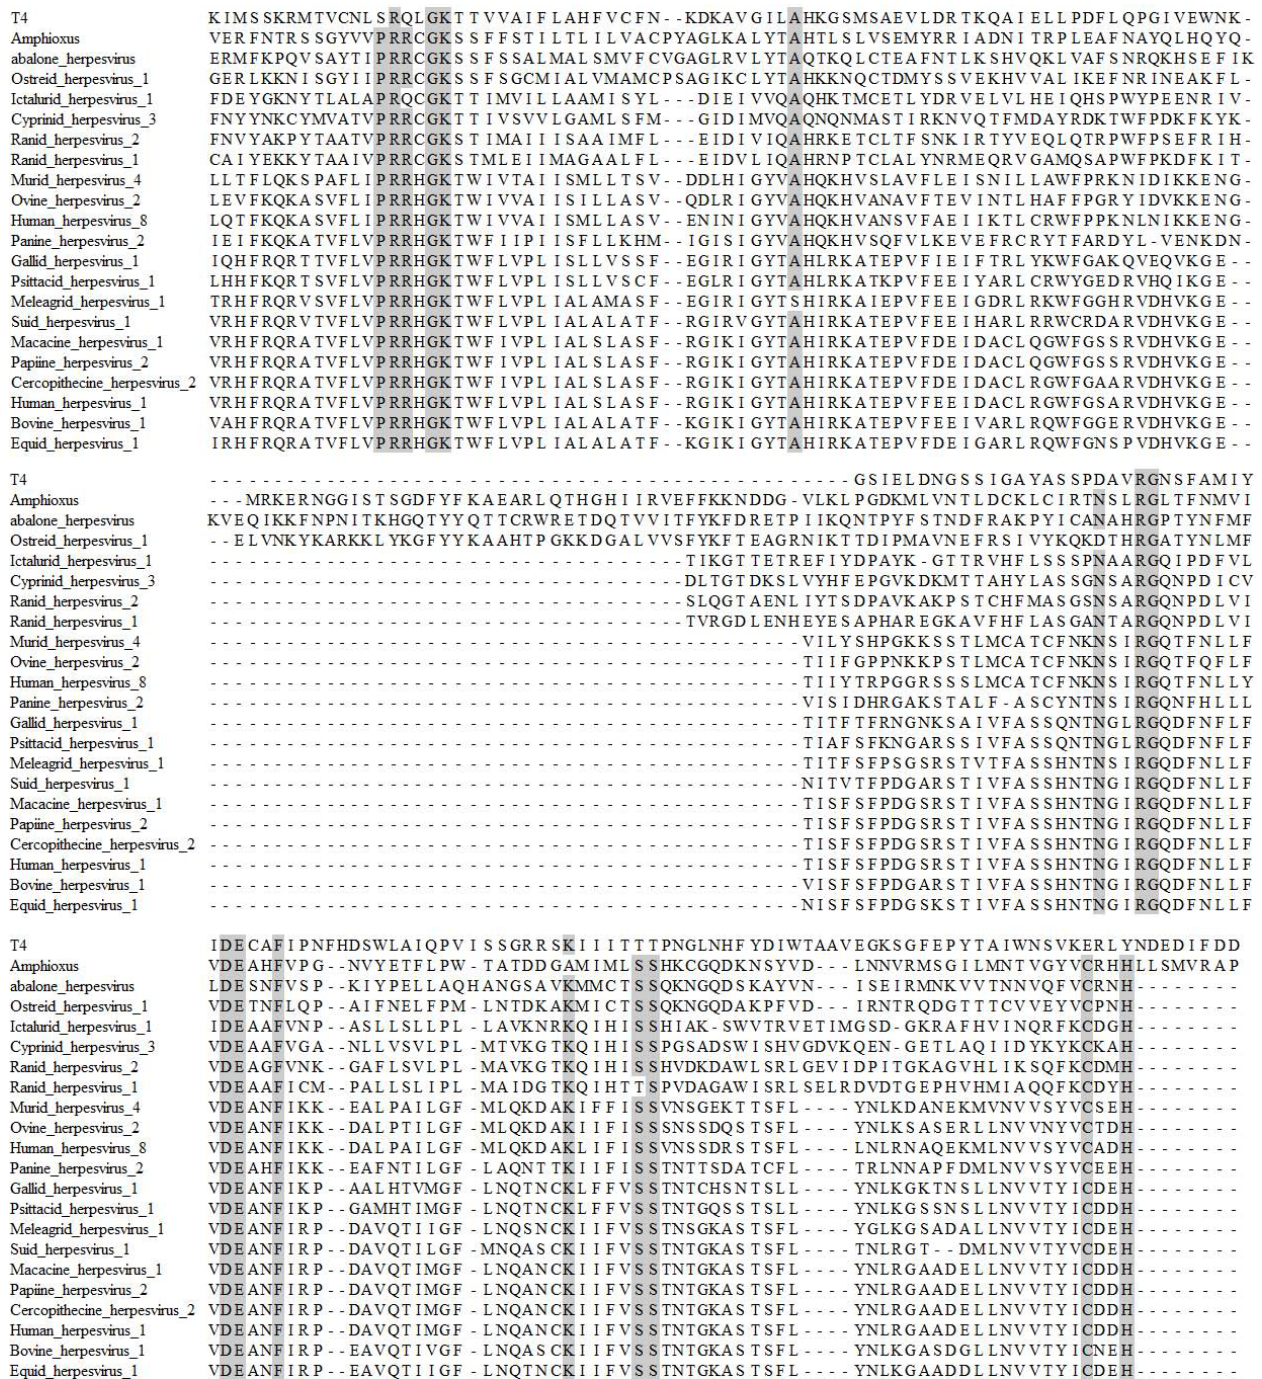 T4 KIMSSKRMTVCNLSRQLGKTTVVAIFLAHFVCFN--KDKAVGILAHKGSMSAEVLDRTKQAIELLPDFLQPGIVEWNK-
Amphioxus VERFNTRSSGYVVPRRCGKSSFFSTILTLILVACPYAGLKALYTAHTLSLVSEMYRRIADNITRPLEAFNAYQLHQYQ-
abalone_herpesvirus ERMFKPQVSAYTIPRRCGKSSFSSALMALSMVFCVGAGLRVLYTAQTKQLCTEAFNTLKSHVQKLVAFSNRQKHSEFIK
Ostreid_herpesvirus_1 GERLKKNISGYIIPRRCGKSSFSGCMIALVMAMCPSAGIKCLYTAHKKNQCTDMYSSVEKHVVALIKEFNRINEAKFL-
Ictalurid_herpesvirus_1 FDEYGKNYTLALAPRQCGKTTIMVILLAAMISYL---DIEIVVQAQHKTMCETLYDRVELVLHEIQHSPWYPEENRIV-
Cyprinid_herpesvirus_3 FNYYNKCYMVATVPRRCGKTTIVSVVLGAMLSFM---GIDIMVQAQNQNMASTIRKNVQTFMDAYRDKTWFPDKFKYK-
Ranid_herpesvirus_2 FNVYAKPYTAATVPRRCGKSTIMAIIISAAIMFL---EIDIVIQAHRKETCLTFSNKIRTYVEQLQTRPWFPSEFRIH-
Ranid_herpesvirus_1 CAIYEKKYTAAIVPRRCGKSTMLEIIMAGAALFL---EIDVLIQAHRNPTCLALYNRMEQRVGAMQSAPWFPKDFKIT-
Murid_herpesvirus_4 LLTFLQKSPAFLIPRRHGKTWIVTAIISMLLTSV--DDLHIGYVAHQKHVSLAVFLEISNILLAWFPRKNIDIKKENG-
Ovine_herpesvirus_2 LEVFKQKASVFLIPRRHGKTWIVVAIISILLASV--QDLRIGYVAHQKHVANAVFTEVINTLHAFFPGRYIDVKKENG-
Human_herpesvirus_8 LQTFKQKASVFLIPRRHGKTWIVVAIISMLLASV--ENINIGYVAHQKHVANSVFAEIIKTLCRWFPPKNLNIKKENG-
Panine_herpesvirus_2 IEIFKQKATVFLVPRRHGKTWFIIPIISFLLKHM--IGISIGYVAHQKHVSQFVLKEVEFRCRYTFARDYL-VENKDN-
Gallid_herpesvirus_1 IQHFRQRTTVFLVPRRHGKTWFLVPLISLLVSSF--EGIRIGYTAHLRKATEPVFIEIFTRLYKWFGAKQVEQVKGE--
Psittacid_herpesvirus_1 LHHFKQRTSVFLVPRRHGKTWFLVPLISLLVSCF--EGLRIGYTAHLRKATKPVFEEIYARLCRWYGEDRVHQIKGE--
Meleagrid_herpesvirus_1 TRHFRQRVSVFLVPRRHGKTWFLVPLIALAMASF--EGIRIGYTSHIRKAIEPVFEEIGDRLRKWFGGHRVDHVKGE--
Suid_herpesvirus_1 VRHFRQRVTVFLVPRRHGKTWFLVPLIALALATF--RGIRVGYTAHIRKATEPVFEEIHARLRRWCRDARVDHVKGE--
Macacine_herpesvirus_1 VRHFRQRATVFLVPRRHGKTWFLVPLIALSLASF--RGIKIGYTAHIRKATEPVFDEIDACLQGWFGSSRVDHVKGE--
Papiine_herpesvirus_2 VRHFRQRATVFLVPRRHGKTWFIVPLIALSLASF--RGIKIGYTAHIRKATEPVFDEIDACLQGWFGSSRVDHVKGE--
Cercopithecine_herpesvirus_2 VRHFRQRATVFLVPRRHGKTWFIVPLIALSLASF--RGIKIGYTAHIRKATEPVFDEIDACLRGWFGAARVDHVKGE--
Human_herpesvirus_1 VRHFRQRATVFLVPRRHGKTWFLVPLIALSLASF--RGIKIGYTAHIRKATEPVFEEIDACLRGWFGSARVDHVKGE--
Bovine_herpesvirus_1 VAHFRQRATVFLVPRRHGKTWFLVPLIALALATF--KGIKIGYTAHIRKATEPVFEEIVARLRQWFGGERVDHVKGE--
Equid_herpesvirus_1 IRHFRQRATVFLVPRRHGKTWFLVPLIALALATF--KGIKIGYTAHIRKATEPVFDEIGARLRQWFGNSPVDHVKGE--
T4 -------------------------------------------------GSIELDNGSSIGAYASSPDAVRGNSFAMIY
Amphioxus ---MRKERNGGISTSGDFYFKAEARLQTHGHIIRVEFFKKNDDG-VLKLPGDKMLVNTLDCKLCIRTNSLRGLTFNMVI
abalone_herpesvirus KVEQIKKFNPNITKHGQTYYQTTCRWRETDQTVVITFYKFDRETPIIKQNTPYFSTNDFRAKPYICANAHRGPTYNFMF
Ostreid_herpesvirus_1 --ELVNKYKARKKLYKGFYYKAAHTPGKKDGALVVSFYKFTEAGRNIKTTDIPMAVNEFRSIVYKQKDTHRGATYNLMF
Ictalurid_herpesvirus_1 ------------------------------------TIKGTTETREFIYDPAYK-GTTRVHFLSSSPNAARGQIPDFVL
Cyprinid_herpesvirus_3 ------------------------------------DLTGTDKSLVYHFEPGVKDKMTTAHYLASSGNSARGQNPDICV
Ranid_herpesvirus_2 ------------------------------------SLQGTAENLIYTSDPAVKAKPSTCHFMASGSNSARGQNPDLVI
Ranid_herpesvirus_1 ------------------------------------TVRGDLENHEYESAPHAREGKAVFHFLASGANTARGQNPDLVI
Murid_herpesvirus_4 ---------------------------------------------VILYSHPGKKSSTLMCATCFNKNSIRGQTFNLLF
Ovine_herpesvirus_2 ---------------------------------------------TIIFGPPNKKPSTLMCATCFNKNSIRGQTFQFLF
Human_herpesvirus_8 ---------------------------------------------TIIYTRPGGRSSSLMCATCFNKNSIRGQTFNLLY
Panine_herpesvirus_2 ---------------------------------------------VISIDHRGAKSTALF-ASCYNTNSIRGQNFHLLL
Gallid_herpesvirus_1 ---------------------------------------------TITFTFRNGNKSAIVFASSQNTNGLRGQDFNFLF
Psittacid_herpesvirus_1 ---------------------------------------------TIAFSFKNGARSSIVFASSQNTNGLRGQDFNFLF
Meleagrid_herpesvirus_1 ---------------------------------------------TITFSFPSGSRSTVTFASSHNTNSIRGQDFNLLF
Suid_herpesvirus_1 ---------------------------------------------NITVTFPDGARSTIVFASSHNTNGIRGQDFNLLF
Macacine_herpesvirus_1 ---------------------------------------------TISFSFPDGSRSTIVFASSHNTNGIRGQDFNLLF
Papiine_herpesvirus_2 ---------------------------------------------TISFSFPDGSRSTIVFASSHNTNGIRGQDFNLLF
Cercopithecine_herpesvirus_2 ---------------------------------------------TISFSFPDGSRSTIVFASSHNTNGIRGQDFNLLF
Human_herpesvirus_1 ---------------------------------------------TISFSFPDGSRSTIVFASSHNTNGIRGQDFNLLF
Bovine_herpesvirus_1 ---------------------------------------------VISFSFPDGARSTIVFASSHNTNGIRGQDFNLLF
Equid_herpesvirus_1 ---------------------------------------------NISFSFPDGSKSTIVFASSHNTNGIRGQDFNLLF
T4 IDECAFIPNFHDSWLAIQPVISSGRRSKIIITTTPNGLNHFYDIWTAAVEGKSGFEPYTAIWNSVKERLYNDEDIFDD
Amphioxus VDEAHFVPG--NVYETFLPW-TATDDGAMIMLSSHKCGQDKNSYVD---LNNVRMSGILMNTVGYVCRHHLLSMVRAP
abalone_herpesvirus LDESNFVSP--KIYPELLAQHANGSAVKMMCTSSQKNGQDSKAYVN---ISEIRMNKVVTNNVQFVCRNH--------
Ostreid_herpesvirus_1 VDETNFLQP--AIFNELFPM-LNTDKAKMICTSSQKNGQDAKPFVD---IRNTRQDGTTTCVVEYVCPNH--------
Ictalurid_herpesvirus_1 IDEAAFVNP--ASLLSLLPL-LAVKNRKQIHISSHIAK-SWVTRVETIMGSD-GKRAFHVINQRFKCDGH--------
Cyprinid_herpesvirus_3 VDEAAFVGA--NLLVSVLPL-MTVKGTKQIHISSPGSADSWISHVGDVKQEN-GETLAQIIDYKYKCKAH--------
Ranid_herpesvirus_2 VDEAGFVNK--GAFLSVLPL-MAVKGTKQIHISSHVDKDAWLSRLGEVIDPITGKAGVHLIKSQFKCDMH--------
Ranid_herpesvirus_1 VDEAAFICM--PALLSLIPL-MAIDGTKQIHTTSPVDAGAWISRLSELRDVDTGEPHVHMIAQQFKCDYH--------
Murid_herpesvirus_4 VDEANFIKK--EALPAILGF-MLQKDAKIFFISSVNSGEKTTSFL----YNLKDANEKMVNVVSYVCSEH--------
Ovine_herpesvirus_2 VDEANFIKK--DALPTILGF-MLQKDAKIIFISSSNSSDQSTSFL----YNLKSASERLLNVVNYVCTDH--------
Human_herpesvirus_8 VDEANFIKK--DALPAILGF-MLQKDAKLIFISSVNSSDRSTSFL----LNLRNAQEKMLNVVSYVCADH--------
Panine_herpesvirus_2 VDEAHFIKK--EAFNTILGF-LAQNTTKIIFISSTNTTSDATCFL----TRLNNAPFDMLNVVSYVCEEH--------
Gallid_herpesvirus_1 VDEANFIKP--AALHTVMGF-LNQTNCKLFFVSSTNTCHSNTSLL----YNLKGKTNSLLNVVTYICDEH--------
Psittacid_herpesvirus_1 VDEANFIKP--GAMHTIMGF-LNQTNCKLFFVSSTNTGQSSTSLL----YNLKGSSNSLLNVVTYICDDH--------
Meleagrid_herpesvirus_1 VDEANFIRP--DAVQTIIGF-LNQSNCKIIFVSSTNSGKASTSFL----YGLKGSADALLNVVTYICDEH--------
Suid_herpesvirus_1 VDEANFIRP--DAVQTILGF-MNQASCKIIFVSSTNTGKASTSFL----TNLRGT--DMLNVVTYVCDEH--------
Macacine_herpesvirus_1 VDEANFIRP--DAVQTIMGF-LNQANCKIIFVSSTNTGKASTSFL----YNLRGAADELLNVVTYICDDH--------
Papiine_herpesvirus_2 VDEANFIRP--DAVQTIMGF-LNQANCKIIFVSSTNTGKASTSFL----YNLRGAADELLNVVTYICDDH--------
Cercopithecine_herpesvirus_2 VDEANFIRP--DAVQTIMGF-LNQANCKIIFVSSTNTGKASTSFL----YNLRGAADELLNVVTYICDDH--------
Human_herpesvirus_1 VDEANFIRP--DAVQTIMGF-LNQANCKIIFVSSTNTGKASTSFL----YNLRGAADELLNVVTYICDDH--------
Bovine_herpesvirus_1 VDEANFIRP--EAVQTIVGF-LNQASCKIIFVSSTNTGKASTSFL----YNLKGASDGLLNVVTYICNEH--------
Equid_herpesvirus_1 VDEANFIRP--EAVQTIIGF-LNQTNCKIIFVSSTNTGKASTSFL----YNLKGAADDLLNVVTYICDEH--------